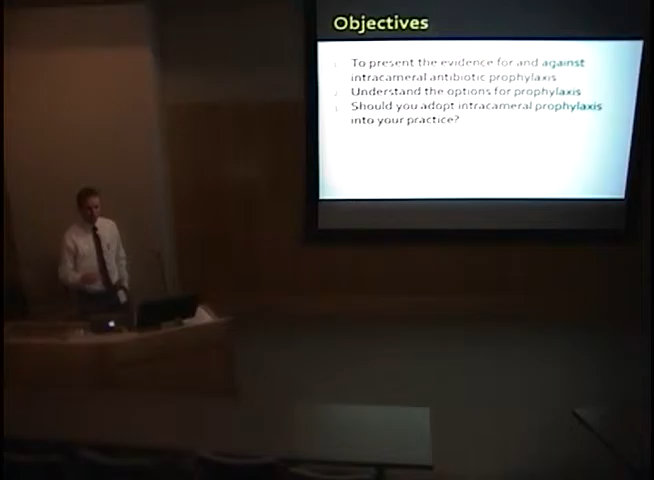 Objectives
To present the evidence for and against
intracameral antibiotic prophylaxis
Understand the options for prophylaxis
Should you adopt intracameral prophylaxis
into your practice?